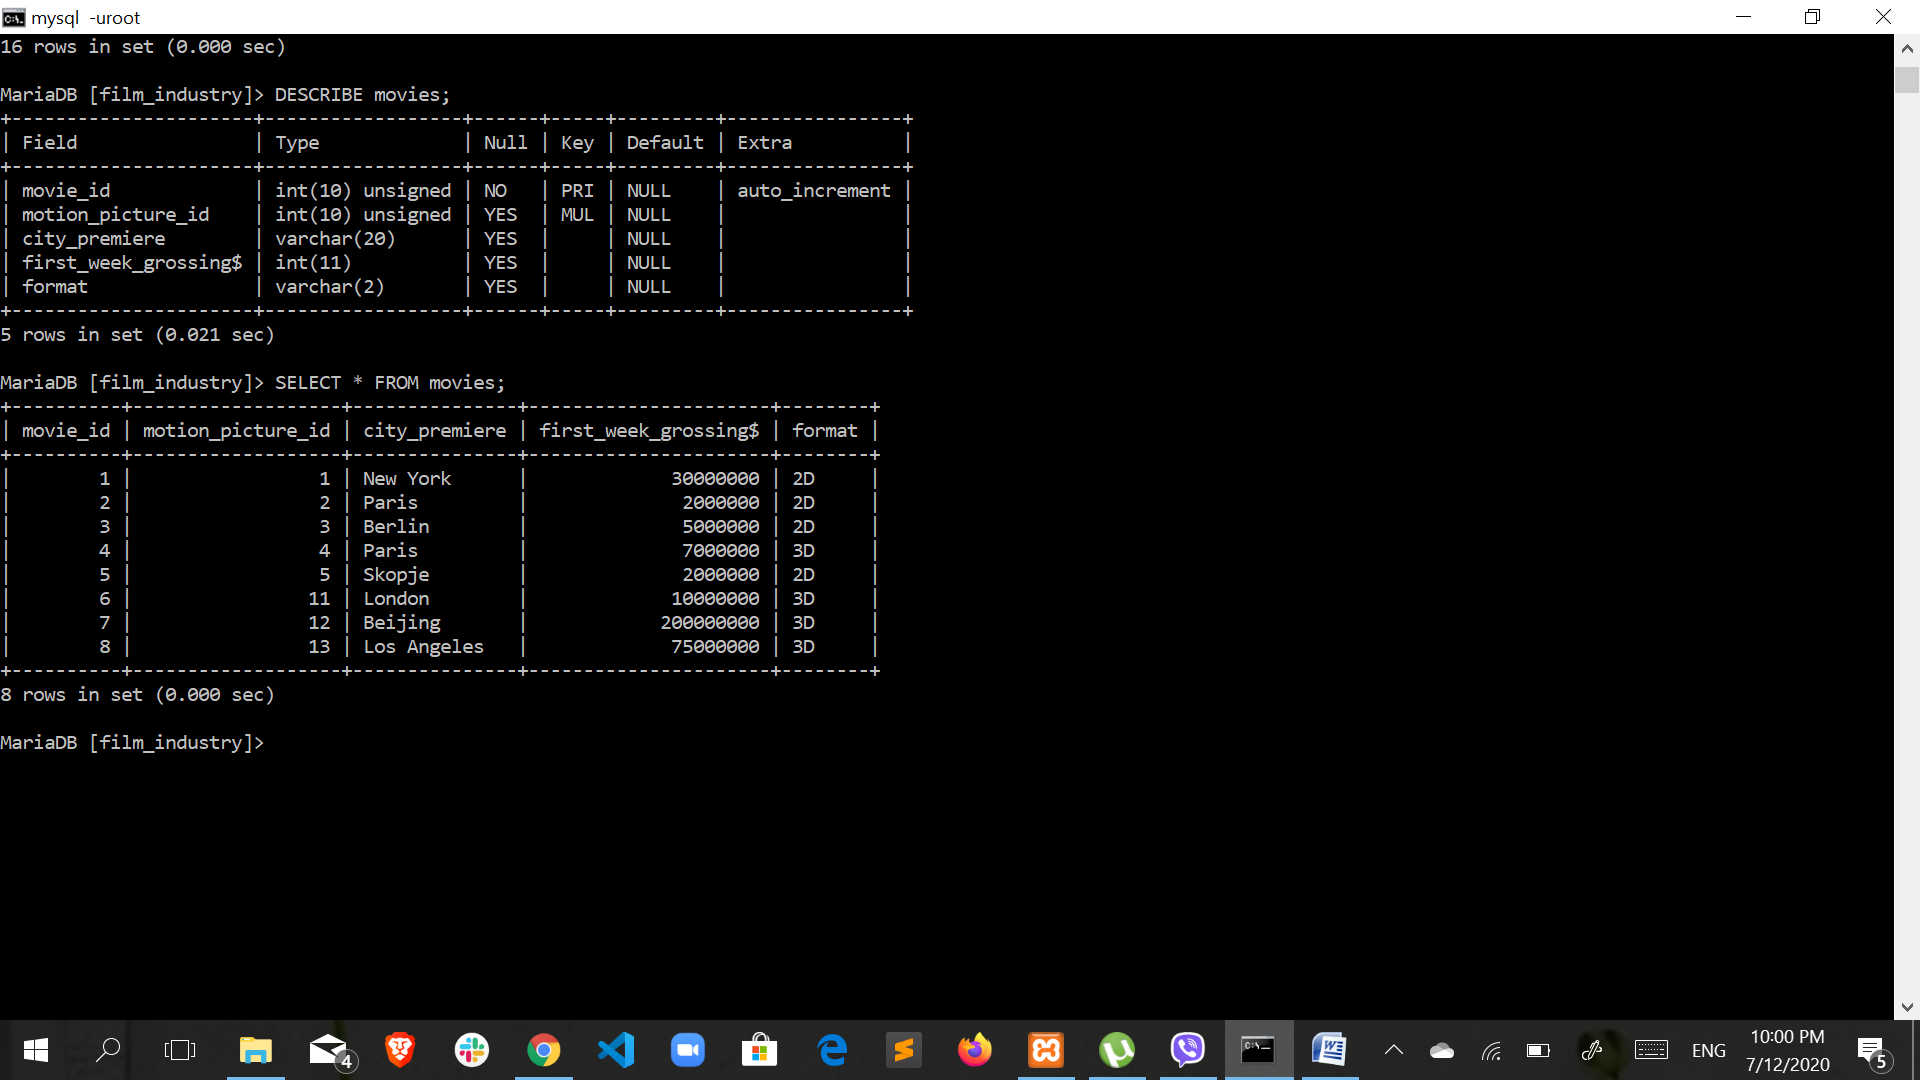 mysql  -uroot
16 rows in set (0.000 sec)
MariaDB [film_industry]> DESCRIBE movies;
+----------------------+------------------+------+-----+---------+----------------+
| Field                | Type             | Null | Key | Default | Extra          |
+----------------------+------------------+------+-----+---------+----------------+
| movie_id             | int(10) unsigned | NO   | PRI | NULL    | auto_increment |
| motion_picture_id    | int(10) unsigned | YES  | MUL | NULL    |                |
| city_premiere        | varchar(20)      | YES  |     | NULL    |                |
| first_week_grossing$ | int(11)          | YES  |     | NULL    |                |
| format               | varchar(2)       | YES  |     | NULL    |                |
+----------------------+------------------+------+-----+---------+----------------+
5 rows in set (0.021 sec)
MariaDB [film_industry]> SELECT * FROM movies;
+----------+-------------------+---------------+----------------------+--------+
| movie_id | motion_picture_id | city_premiere | first_week_grossing$ | format |
+----------+-------------------+---------------+----------------------+--------+
|        1 |                 1 | New York      |             30000000 | 2D     |
|        2 |                 2 | Paris         |              2000000 | 2D     |
|        3 |                 3 | Berlin        |              5000000 | 2D     |
|        4 |                 4 | Paris         |              7000000 | 3D     |
|        5 |                 5 | Skopje        |              2000000 | 2D     |
|        6 |                11 | London        |             10000000 | 3D     |
|        7 |                12 | Beijing       |            200000000 | 3D     |
|        8 |                13 | Los Angeles   |             75000000 | 3D     |
+----------+-------------------+---------------+----------------------+--------+
8 rows in set (0.000 sec)
MariaDB [film_industry]>
4
ENG
10:00 PM
7/12/2020
5